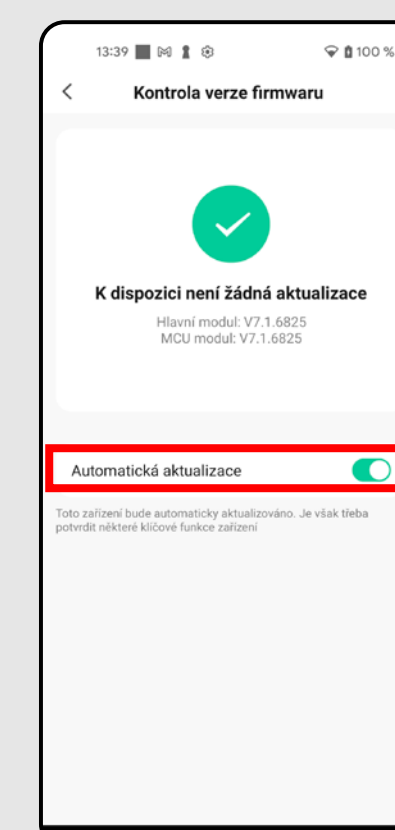 13:39 100 %
Kontrola verze firmwaru
K dispozici není žádná aktualizace
Hlavní modul: V7.1.6825
MCU modul: V7.1.6825
Automatická aktualizace
Toto zařízení bude automaticky aktualizováno. Je však třeba
potvrdit některé klíčové funkce zařízení